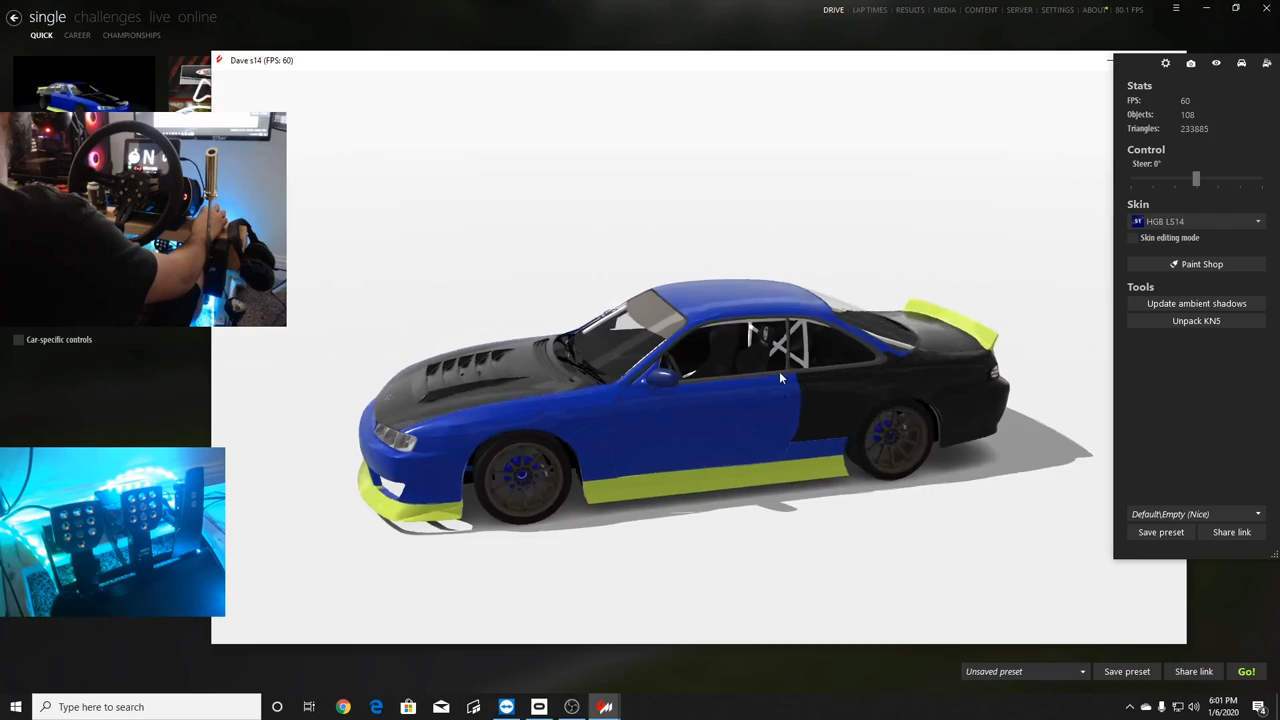 single challenges live online
DRIVE LAP TIMES RESULTS MEDIA CONTENT SERVER SETTINGS ABOUT 80.1 FPS
QUICK CAREER CHAMPIONSHIPS
Dave s14 (FPS: 60)
Stats
FPS: 60
Objects: 108
Triangles: 233885
Control
Steer: 0°
Skin
HGB LS14
Skin editing mode
Paint Shop
Tools
Update ambient shadows
Unpack KN5
Car-specific controls
Default\Empty (Nice)
Save preset Share link
Unsaved preset Save preset Share link Go!
Type here to search
6:01 PM
1/6/2020